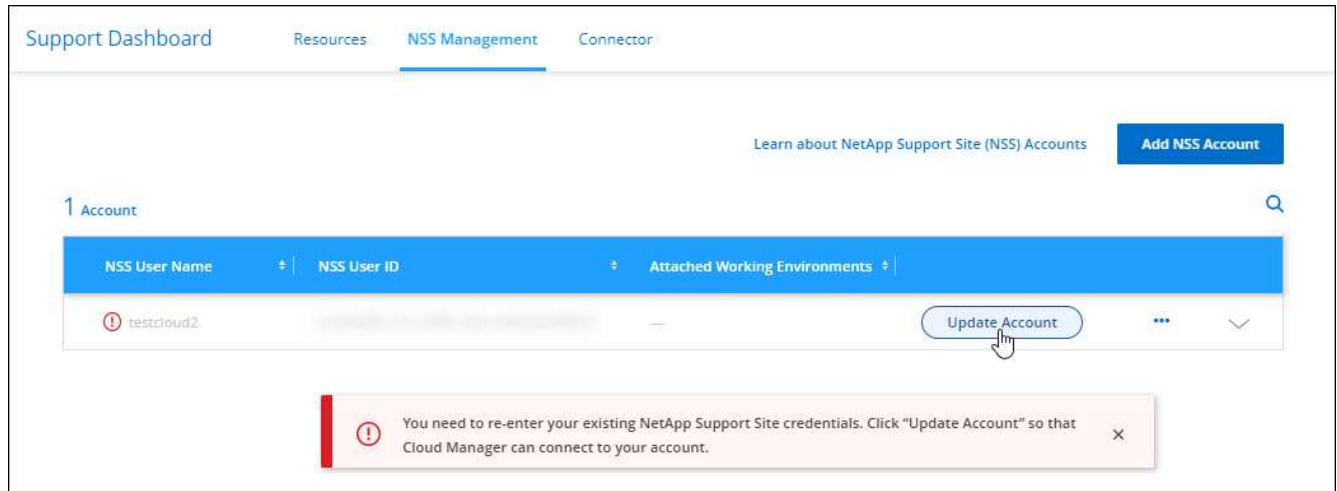 Support Dashboard Resources NSS Management Connector
Learn about NetApp Support Site (NSS) Accounts Add NSS Account
1 Account
NSS User Name NSS User ID Attached Working Environments
testcloud2 — Update Account
You need to re-enter your existing NetApp Support Site credentials. Click “Update Account” so that
Cloud Manager can connect to your account.